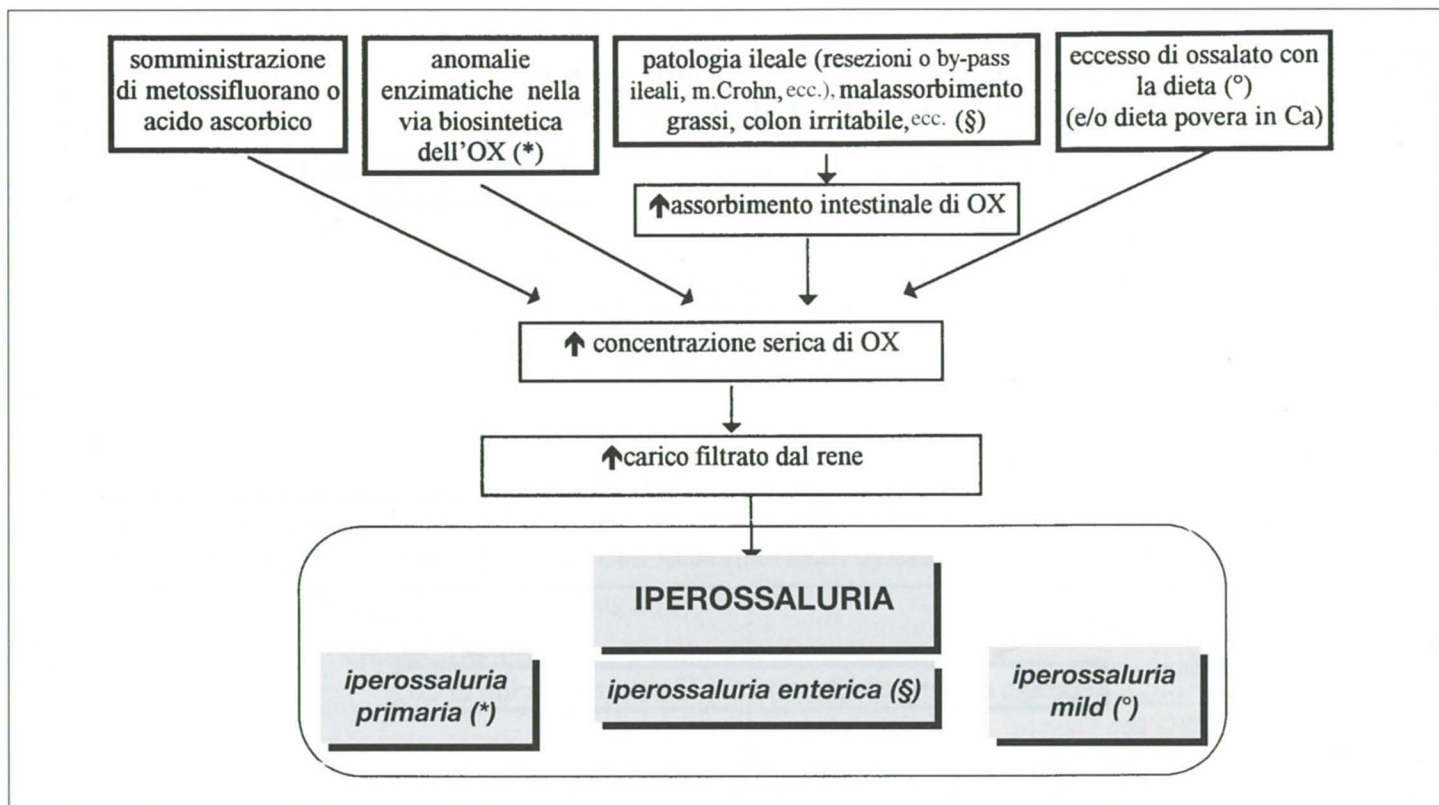 somministrazione
di metossifluorano o
acido ascorbico
anomalie
enzimatiche nella
via biosintetica
dell'OX (*)
patologia ileale (resezioni o by-pass
ileali, m.Crohn, ecc.), malassorbimento
grassi, colon irritabile, ecc. (§)
eccesso di ossalato con
la dieta (°)
(e/o dieta povera in Ca)
↑assorbimento intestinale di OX
↑ concentrazione serica di OX
↑carico filtrato dal rene
IPEROSSALURIA
iperossaluria
primaria (*)
iperossaluria enterica (§)
iperossaluria
mild (°)